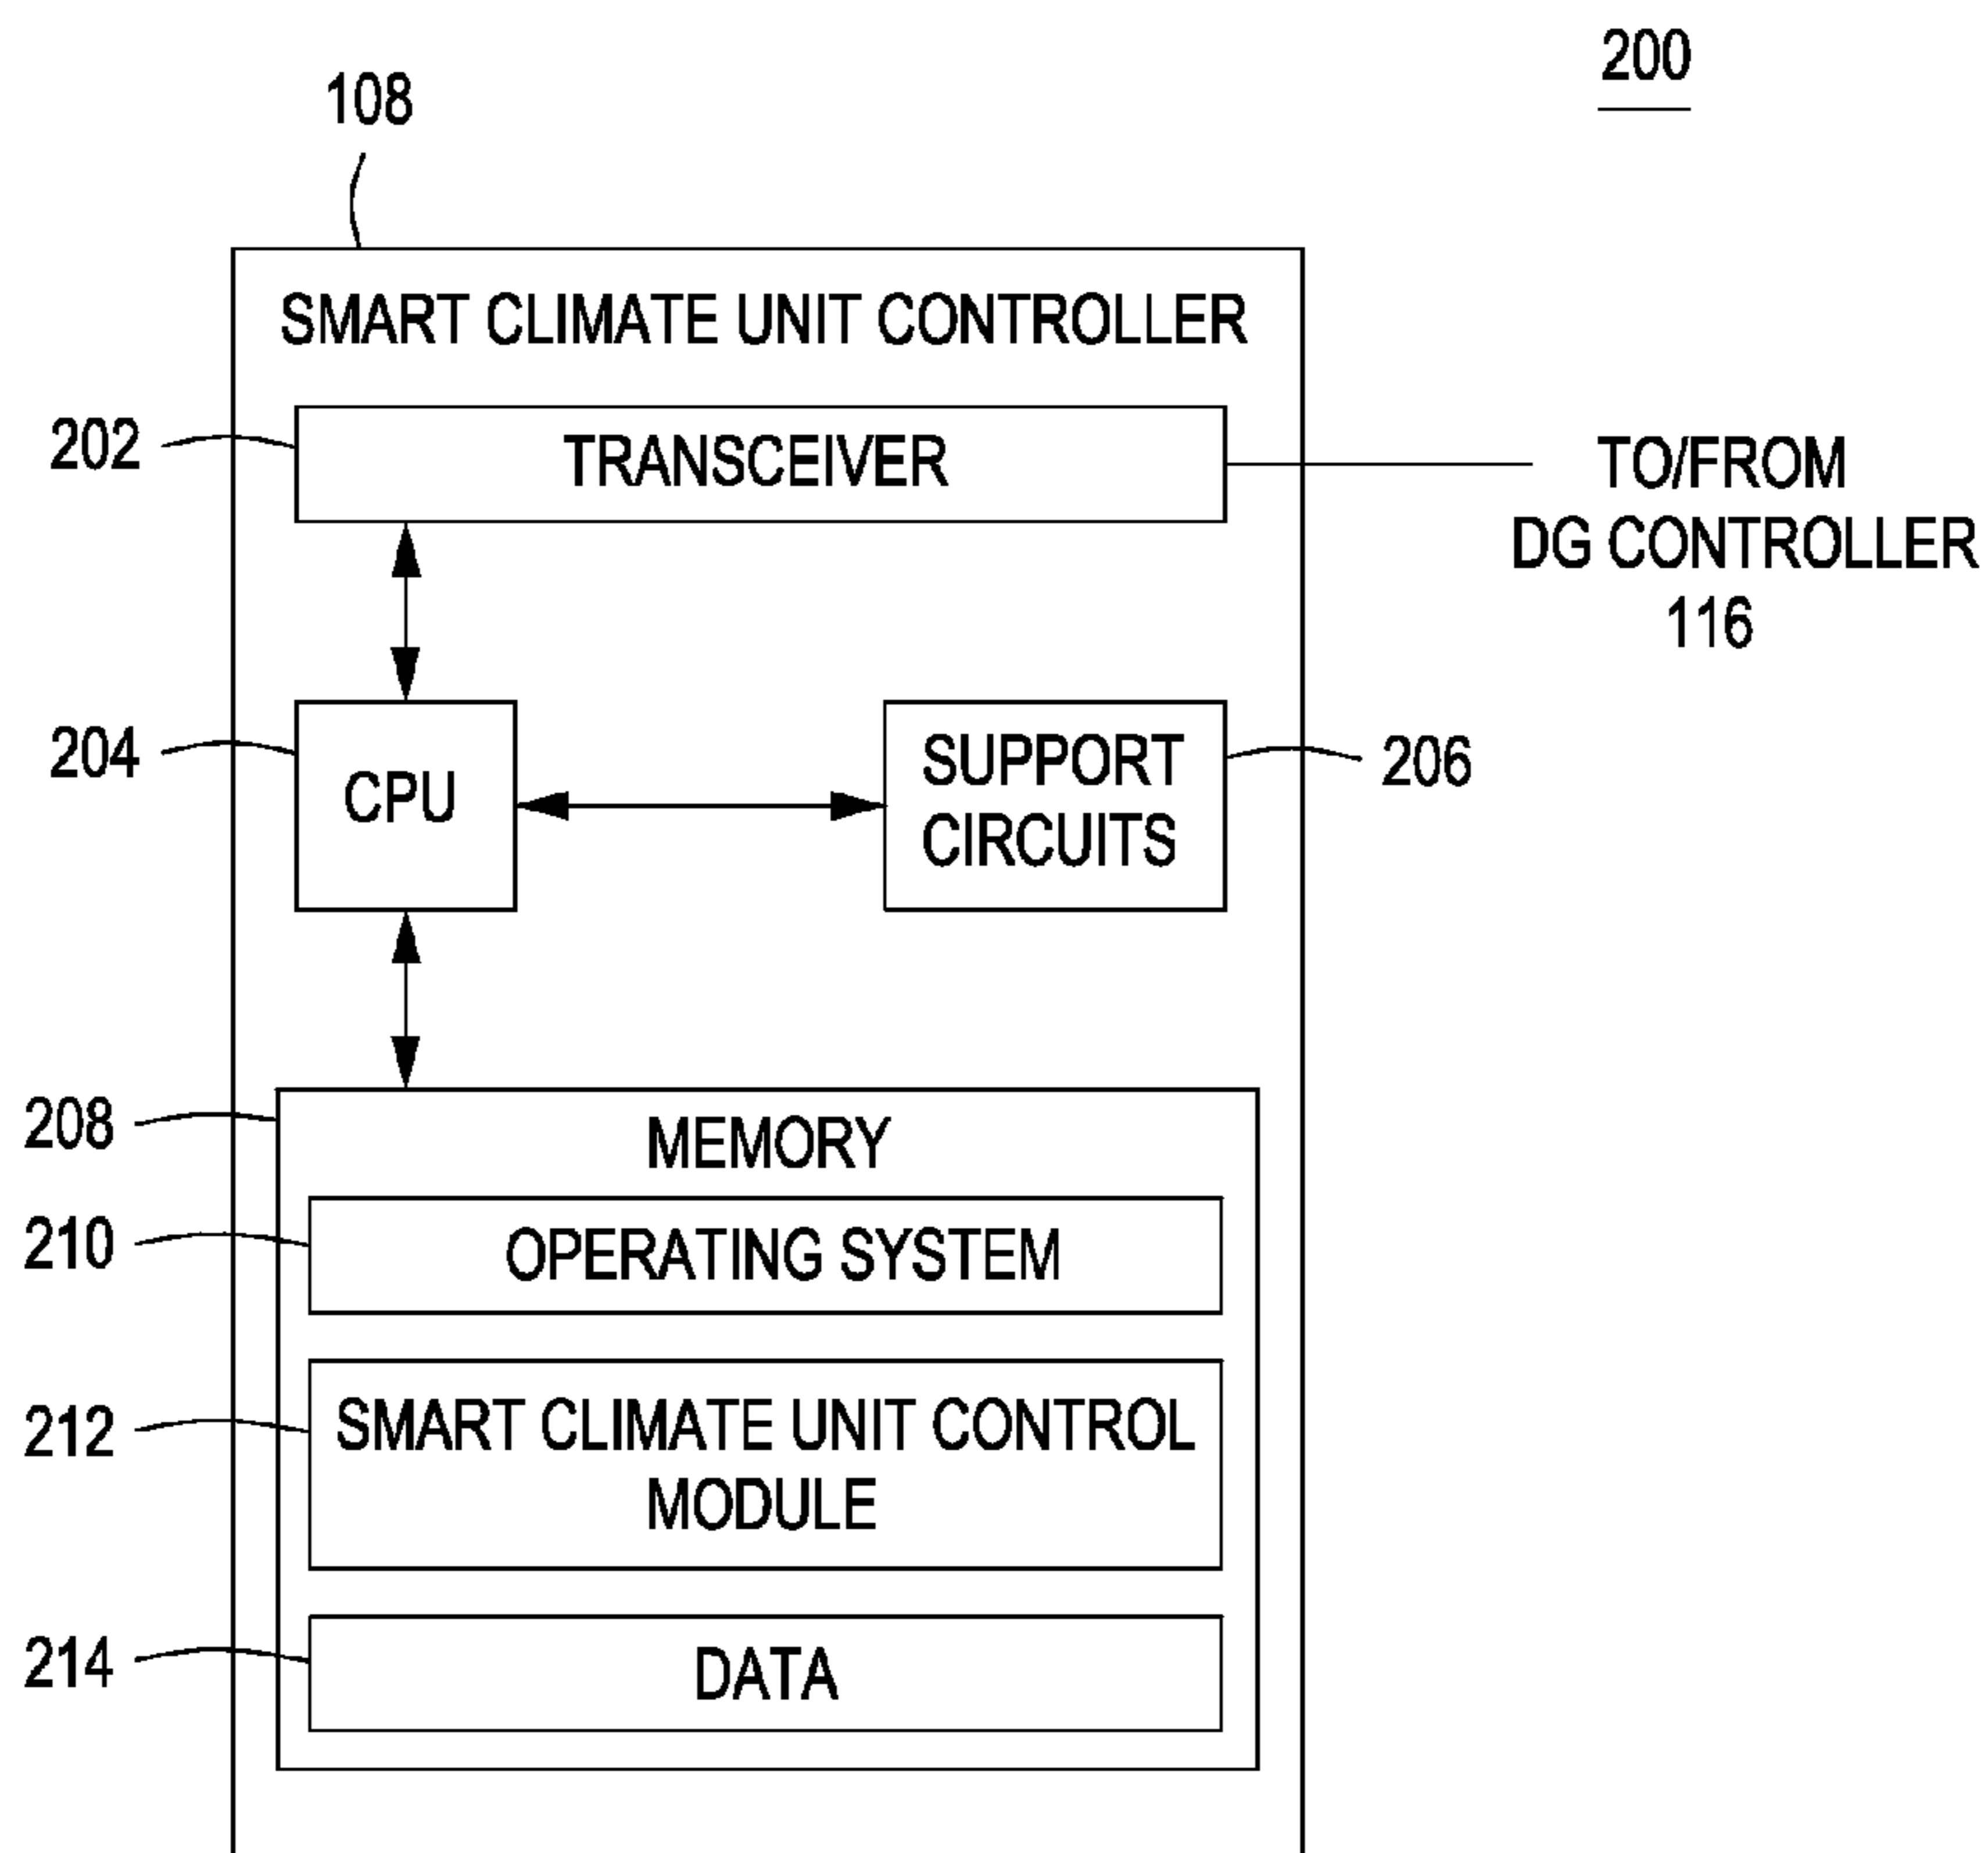 200
108
SMART CLIMATE UNIT CONTROLLER
202
TRANSCEIVER
TO/FROM
DG CONTROLLER
116
204
CPU
SUPPORT
CIRCUITS
206
208
MEMORY
210
OPERATING SYSTEM
212
SMART CLIMATE UNIT CONTROL
MODULE
214
DATA